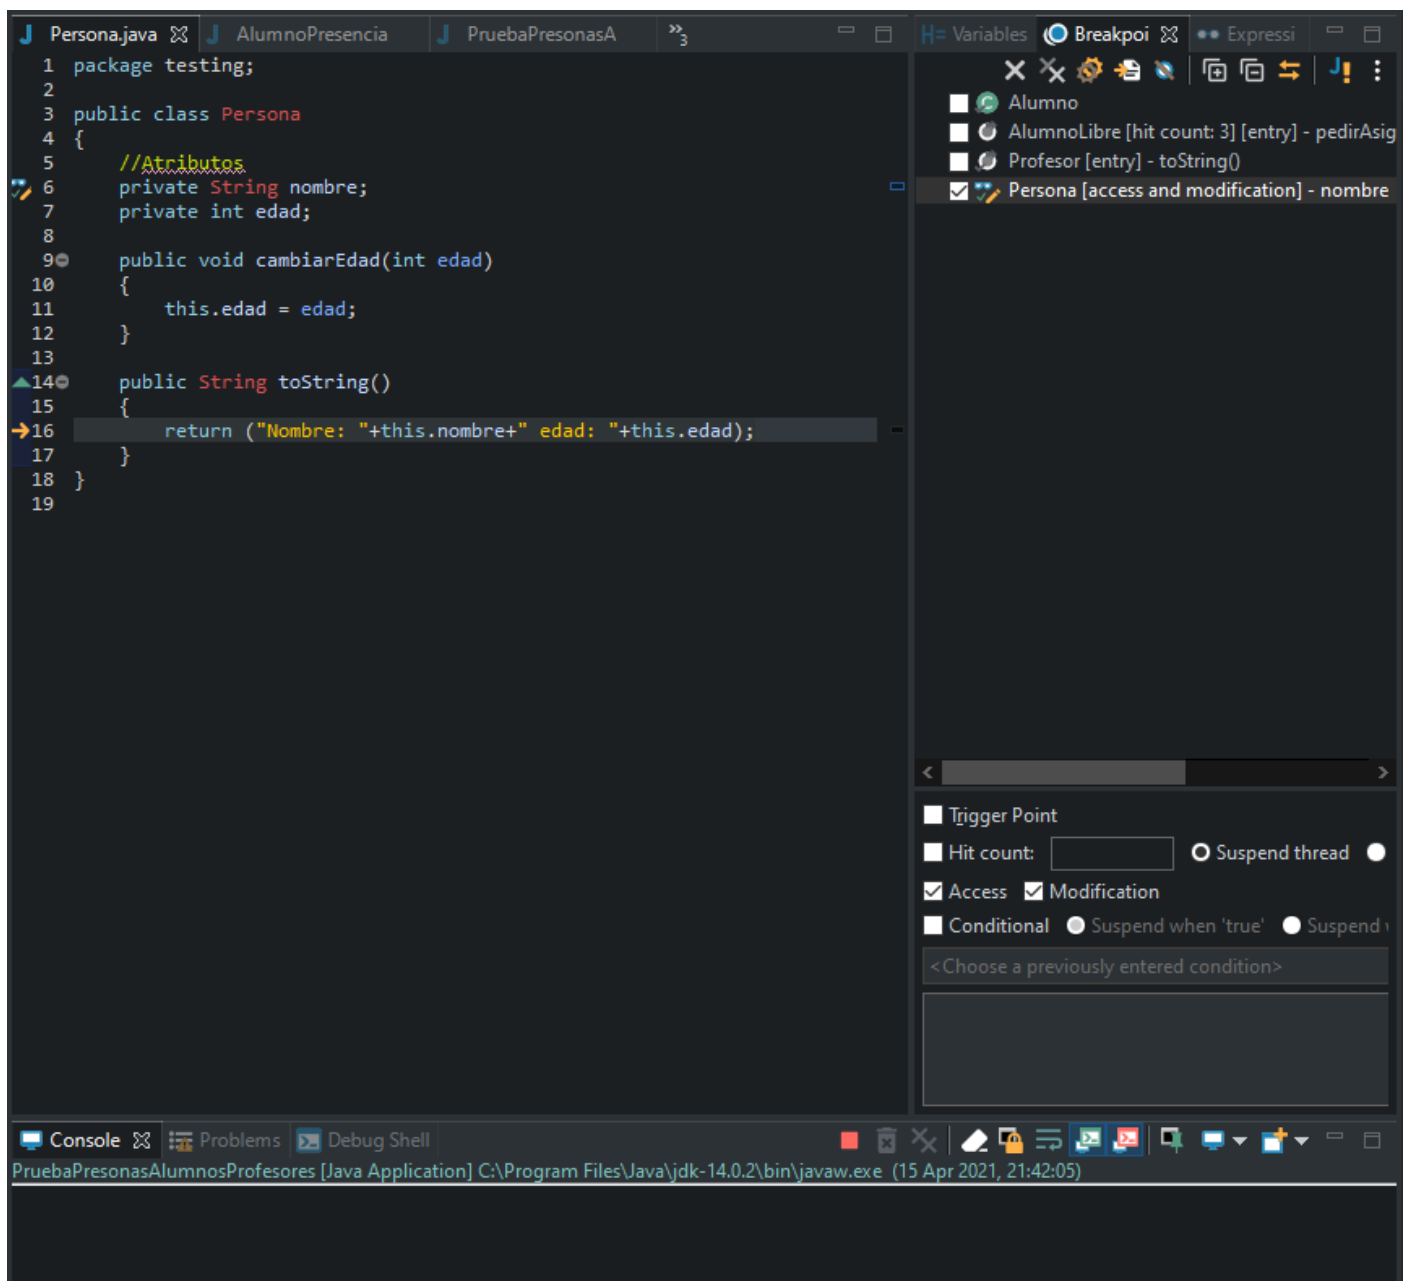 Persona.java AlumnoPresencia PruebaPresonasA »3
1 package testing;
2
3 public class Persona
4 {
5 //Atributos
6 private String nombre;
7 private int edad;
8
9 public void cambiarEdad(int edad)
10 {
11 this.edad = edad;
12 }
13
14 public String toString()
15 {
16 return ("Nombre: "+this.nombre+" edad: "+this.edad);
17 }
18 }
19
Variables Breakpoi Expressi
Alumno
AlumnoLibre [hit count: 3] [entry] - pedirAsig
Profesor [entry] - toString()
Persona [access and modification] - nombre
Trigger Point
Hit count: Suspend thread
Access Modification
Conditional Suspend when 'true' Suspend
<Choose a previously entered condition>
Console Problems Debug Shell
PruebaPresonasAlumnosProfesores [Java Application] C:\Program Files\Java\jdk-14.0.2\bin\javaw.exe (15 Apr 2021, 21:42:05)